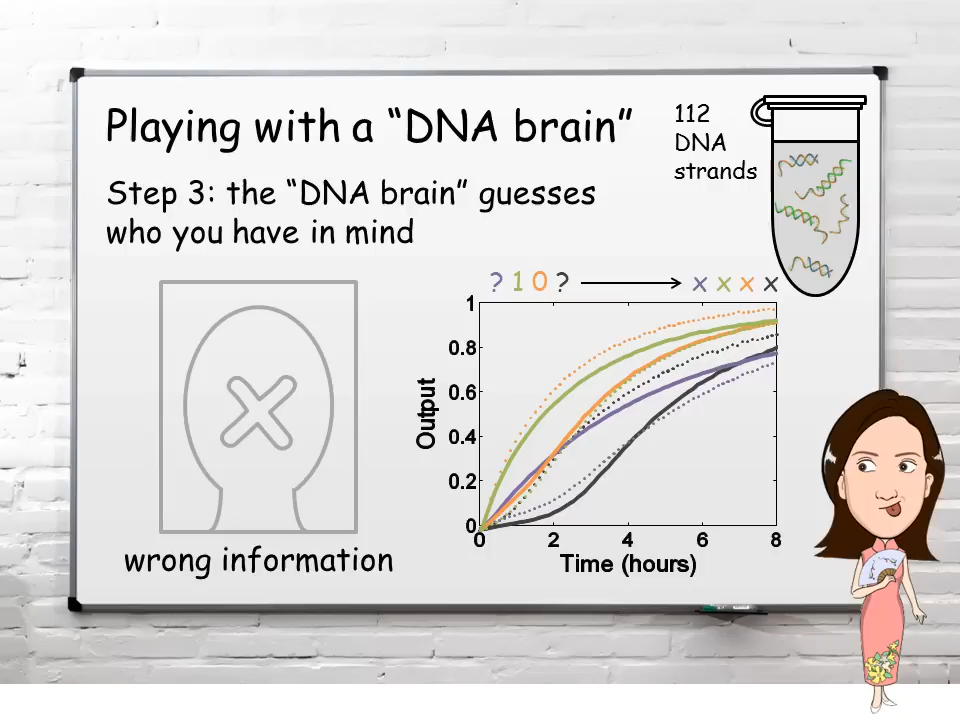 Playing with a “DNA brain”
112
DNA
strands
Step 3: the “DNA brain” guesses
who you have in mind
? 1 0 ? x x x x
1
0.8
0.6
0.4
0.2
0
Output
0 2 4 6 8
Time (hours)
wrong information